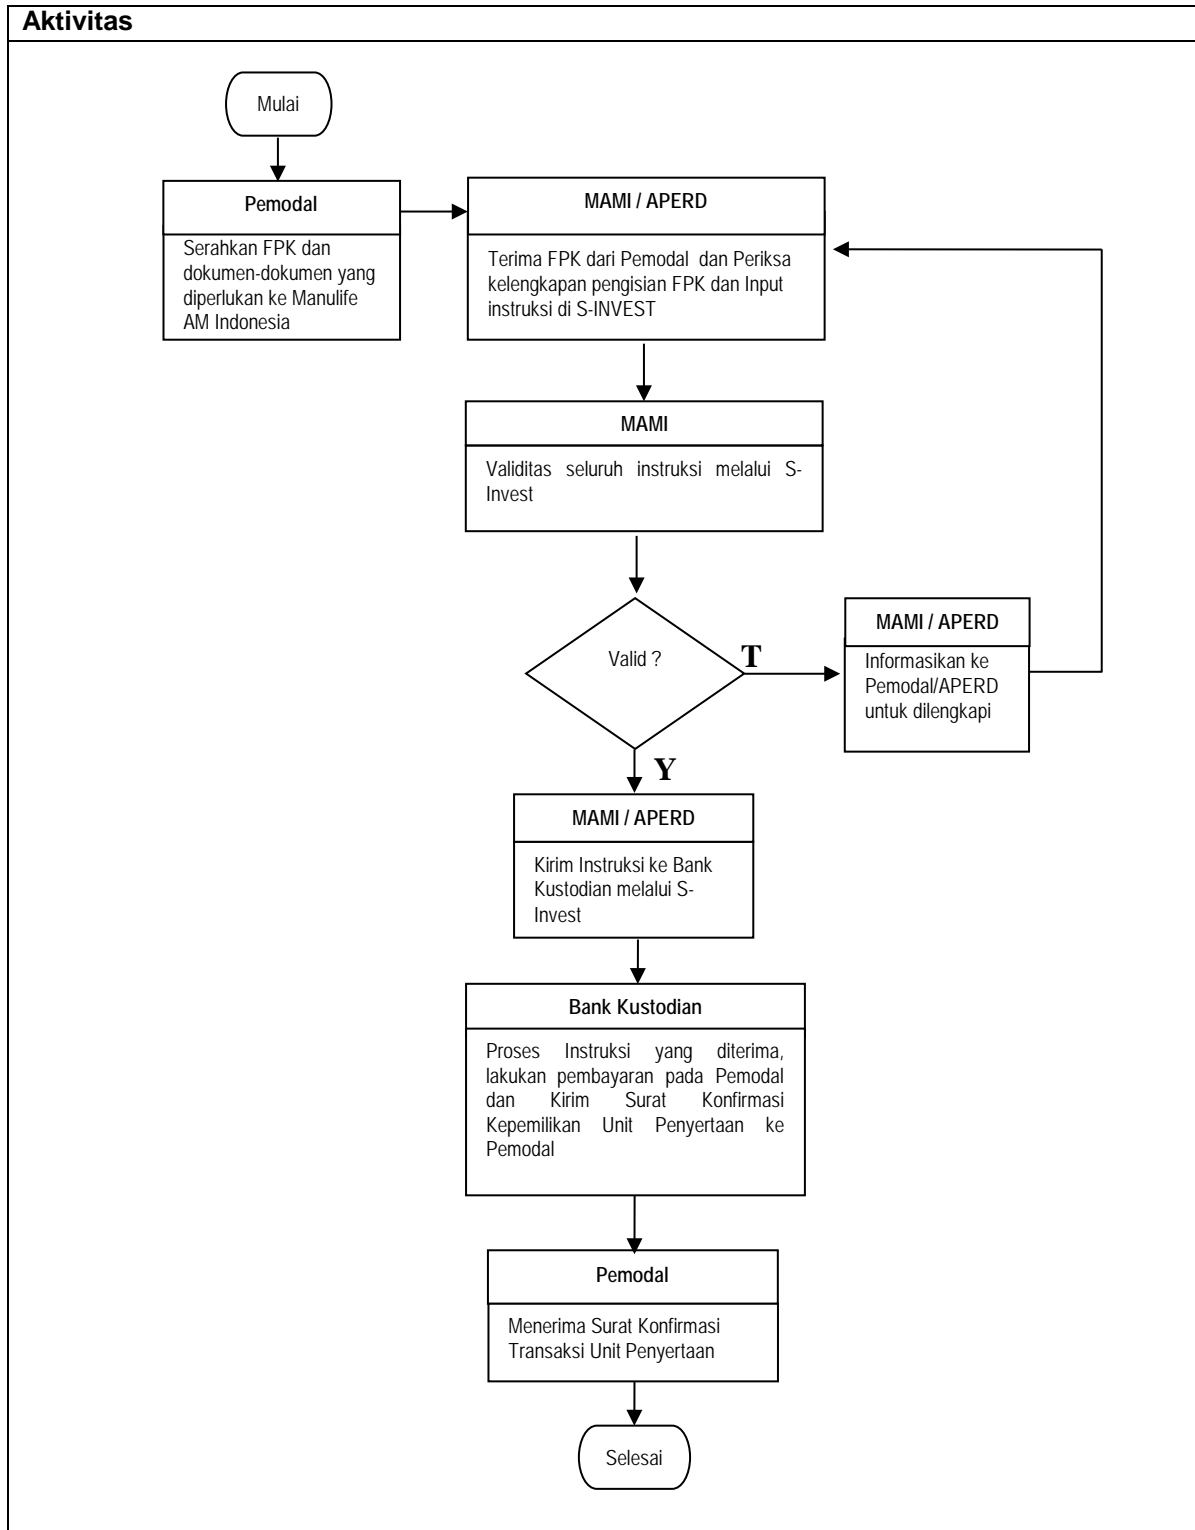 Aktivitas
Mulai
Pemodal
Serahkan FPK dan
dokumen-dokumen yang
diperlukan ke Manulife
AM Indonesia
MAMI / APERD
Terima FPK dari Pemodal dan Periksa
kelengkapan pengisian FPK dan Input
instruksi di S-INVEST
MAMI
Validitas seluruh instruksi melalui S-
Invest
Valid ?
T
MAMI / APERD
Informasikan ke
Pemodal/APERD
untuk dilengkapi
Y
MAMI / APERD
Kirim Instruksi ke Bank
Kustodian melalui S-
Invest
Bank Kustodian
Proses Instruksi yang diterima,
lakukan pembayaran pada Pemodal
dan Kirim Surat Konfirmasi
Kepemilikan Unit Penyertaan ke
Pemodal
Pemodal
Menerima Surat Konfirmasi
Transaksi Unit Penyertaan
Selesai